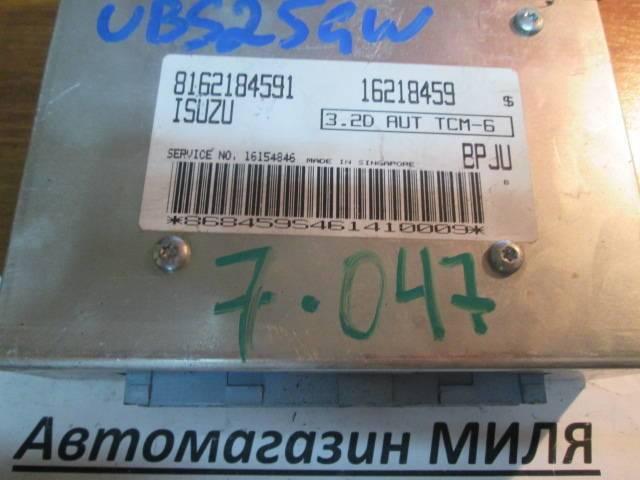 UBS25GW
8162184591 16218459 $
ISUZU 3.2D AUT TCM-6
SERVICE NO. 16154846 MADE IN SINGAPORE BPJU
*868459S461410009*
7.047
Автомагазин МИЛЯ